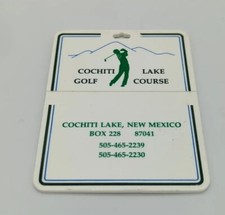 COCHITI LAKE
GOLF COURSE
COCHITI LAKE, NEW MEXICO
BOX 228 87041
505-465-2239
505-465-2230